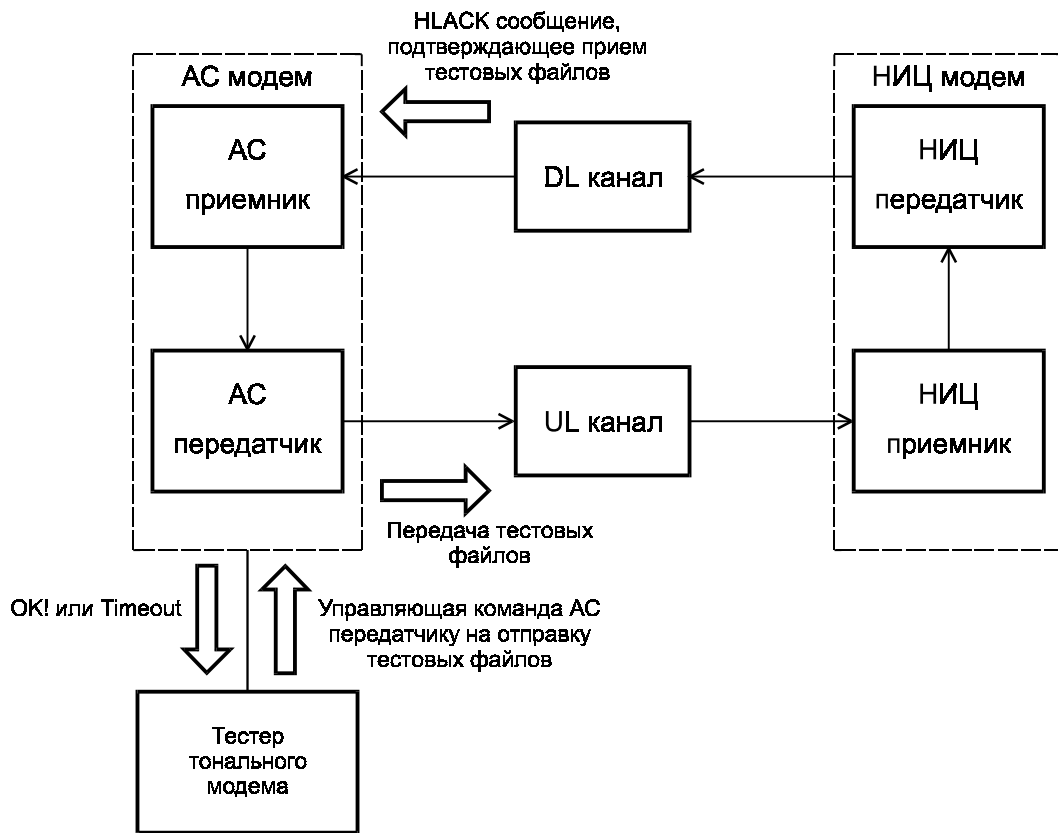 HLACK сообщение,
подтверждающее прием
тестовых файлов
АС модем
НИЦ модем
АС
приемник
DL канал
НИЦ
передатчик
АС
передатчик
UL канал
НИЦ
приемник
Передача тестовых
файлов
OK! или Timeout
Управляющая команда АС
передатчику на отправку
тестовых файлов
Тестер
тонального
модема